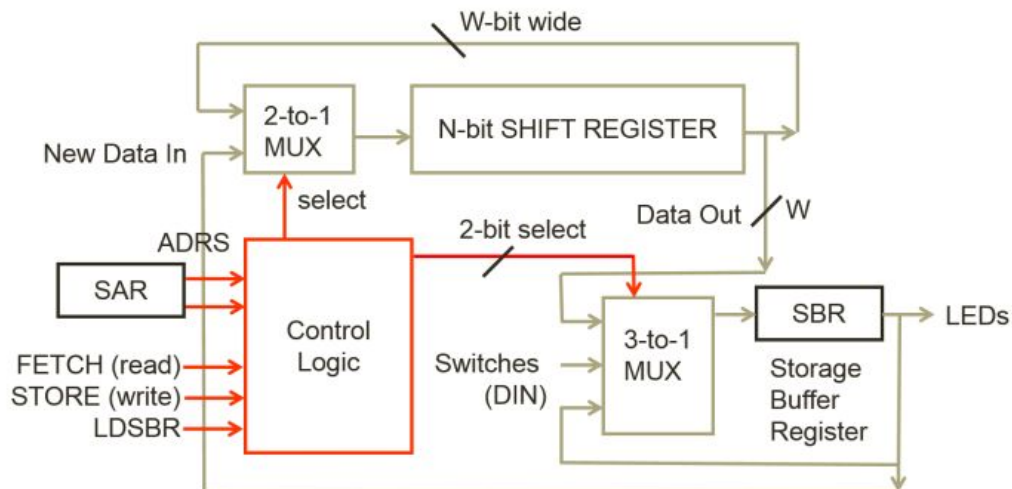 W-bit wide
2-to-1
MUX
N-bit SHIFT REGISTER
New Data In
select
Data Out
W
ADRS
2-bit select
SAR
Control
Logic
3-to-1
MUX
SBR
LEDs
FETCH (read)
STORE (write)
LDSBR
Switches
(DIN)
Storage
Buffer
Register